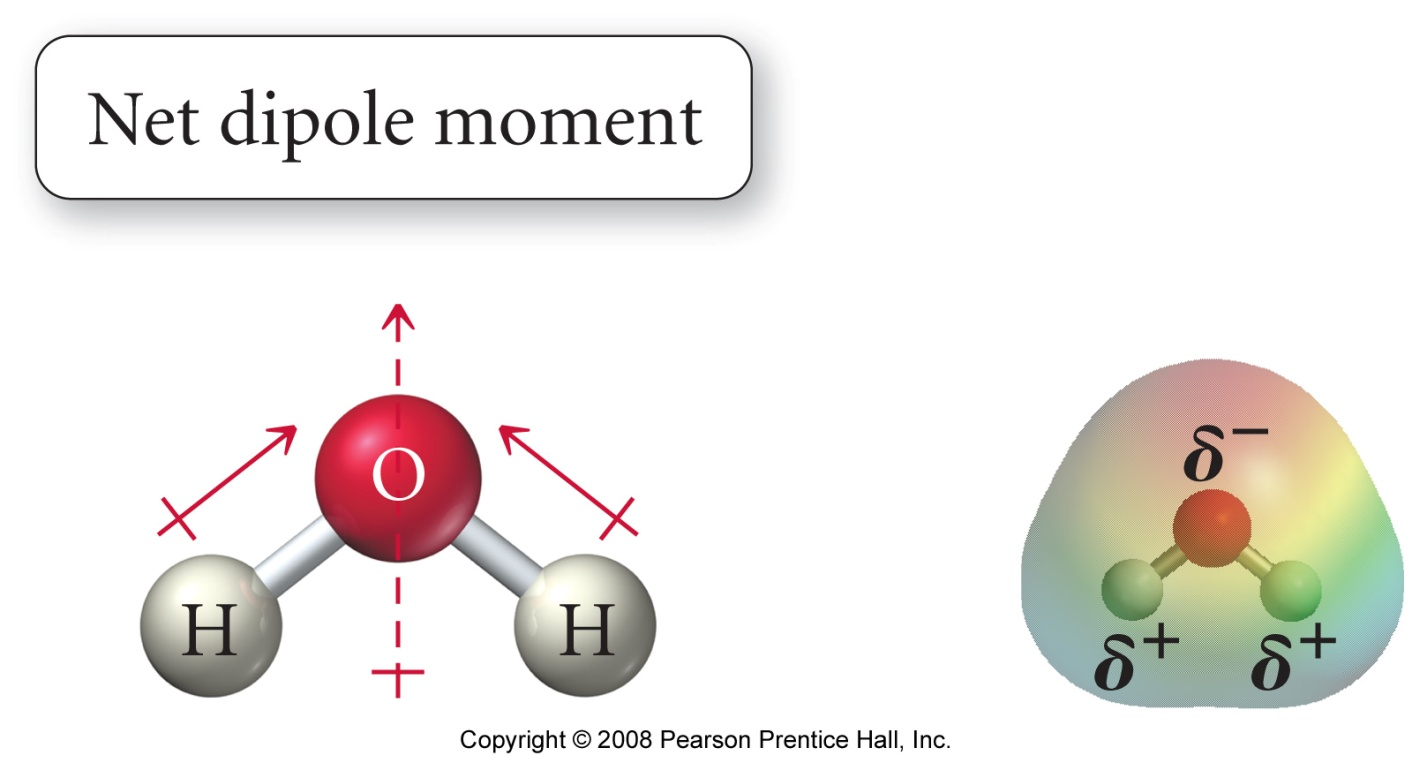 Net dipole moment
O
H H
δ−
δ+ δ+
Copyright © 2008 Pearson Prentice Hall, Inc.